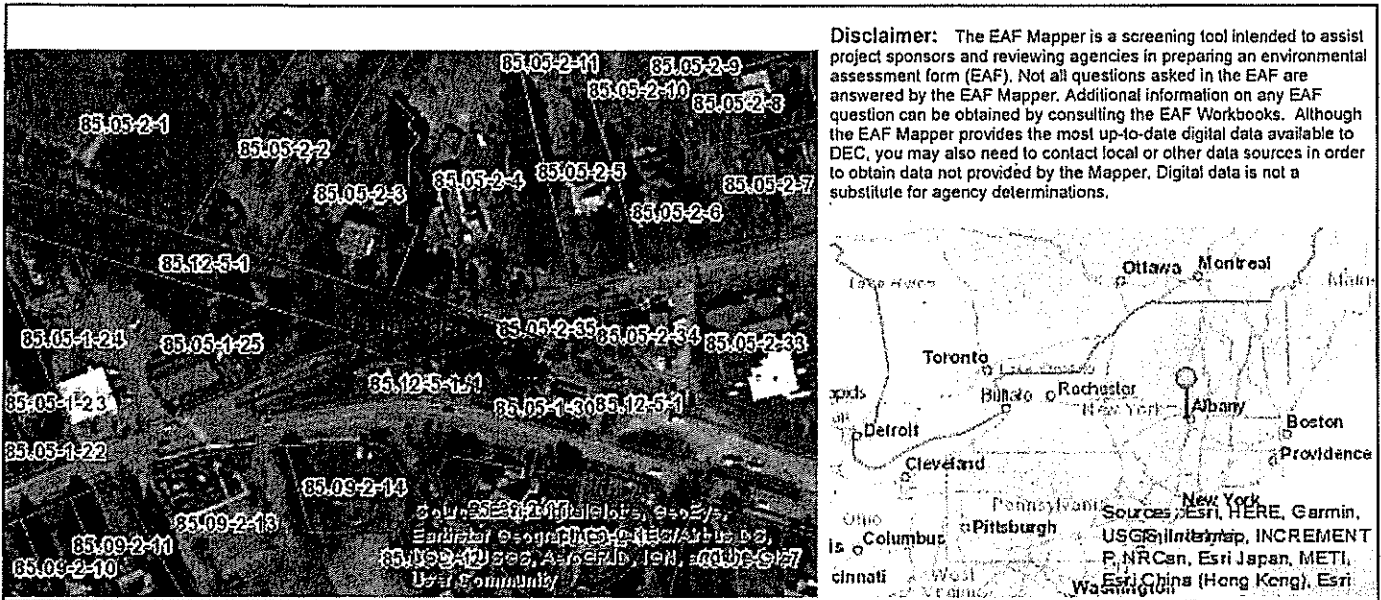 Disclaimer: The EAF Mapper is a screening tool intended to assist
project sponsors and reviewing agencies in preparing an environmental
assessment form (EAF). Not all questions asked in the EAF are
answered by the EAF Mapper. Additional information on any EAF
question can be obtained by consulting the EAF Workbooks. Although
the EAF Mapper provides the most up-to-date digital data available to
DEC, you may also need to contact local or other data sources in order
to obtain data not provided by the Mapper. Digital data is not a
substitute for agency determinations.
85.05-2-11
85.05-2-9
85.05-2-10
85.05-2-8
85.05-2-1
85.05-2-2
85.05-2-3
85.05-2-4
85.05-2-5
85.05-2-7
85.05-2-6
85.12-5-1
85.05-1-24
85.05-1-25
85.05-2-35
85.05-2-34
85.05-2-33
85.05-1-23
85.05-1-30
85.12-5-1
85.05-1-22
85.09-2-14
85.09-2-13
85.09-2-11
85.09-2-10
User Community
Ottawa
Montreal
Toronto
Buffalo
Rochester
New York
Albany
Boston
Detroit
Providence
Cleveland
Pennsylvania
New York
Pittsburgh
Ohio
Columbus
cinnati
West
Virginia
Washington
Sources: Esri, HERE, Garmin,
USGS, Intermap, INCREMENT
P, NRCan, Esri Japan, METI,
Esri China (Hong Kong), Esri